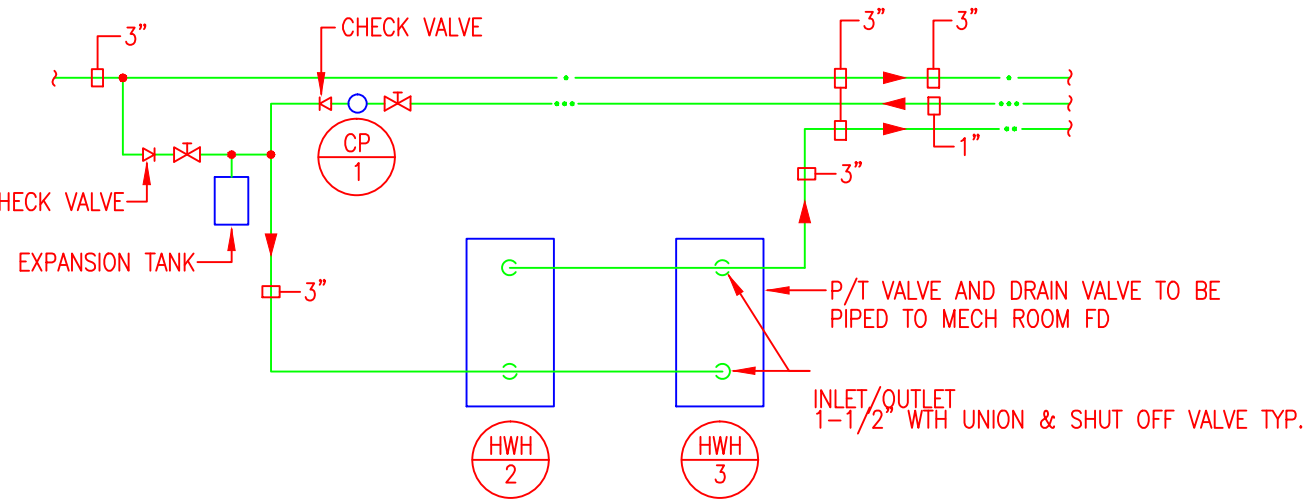 3"
CHECK VALVE
3"
3"
CP
1
1"
3"
HECK VALVE
EXPANSION TANK
3"
P/T VALVE AND DRAIN VALVE TO BE
PIPED TO MECH ROOM FD
INLET/OUTLET
1-1/2" WTH UNION & SHUT OFF VALVE TYP.
HWH
2
HWH
3